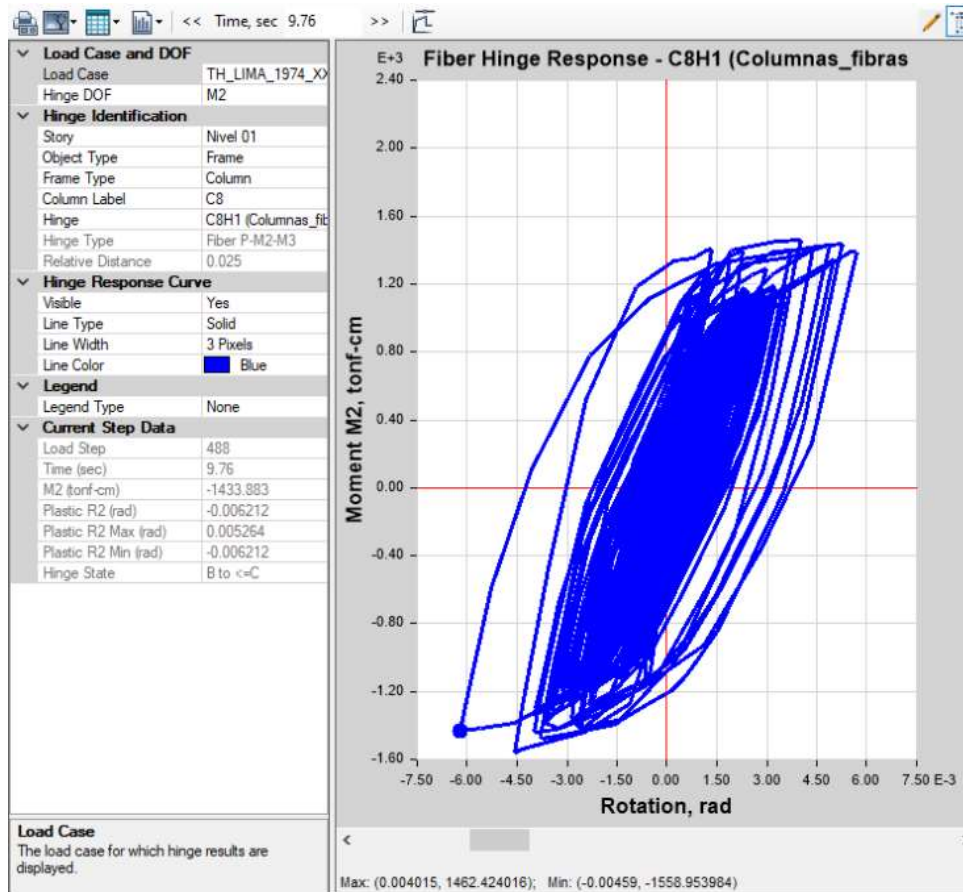 << Time, sec 9.76 >>
Load Case and DOF
Load Case TH_LIMA_1974_XX
Hinge DOF M2
Hinge Identification
Story Nivel 01
Object Type Frame
Frame Type Column
Column Label C8
Hinge C8H1 (Columnas_fib
Hinge Type Fiber P-M2-M3
Relative Distance 0.025
Hinge Response Curve
Visible Yes
Line Type Solid
Line Width 3 Pixels
Line Color Blue
Legend
Legend Type None
Current Step Data
Load Step 488
Time (sec) 9.76
M2 (tonf-cm) -1433.883
Plastic R2 (rad) -0.006212
Plastic R2 Max (rad) 0.005264
Plastic R2 Min (rad) -0.006212
Hinge State B to <=C
Load Case
The load case for which hinge results are
displayed.
Fiber Hinge Response - C8H1 (Columnas_fibras
E+3
2.40
2.00
1.60
1.20
0.80
0.40
0.00
-0.40
-0.80
-1.20
-1.60
Moment M2, tonf-cm
-7.50 -6.00 -4.50 -3.00 -1.50 0.00 1.50 3.00 4.50 6.00 7.50 E-3
Rotation, rad
Max: (0.004015, 1462.424016); Min: (-0.00459, -1558.953984)